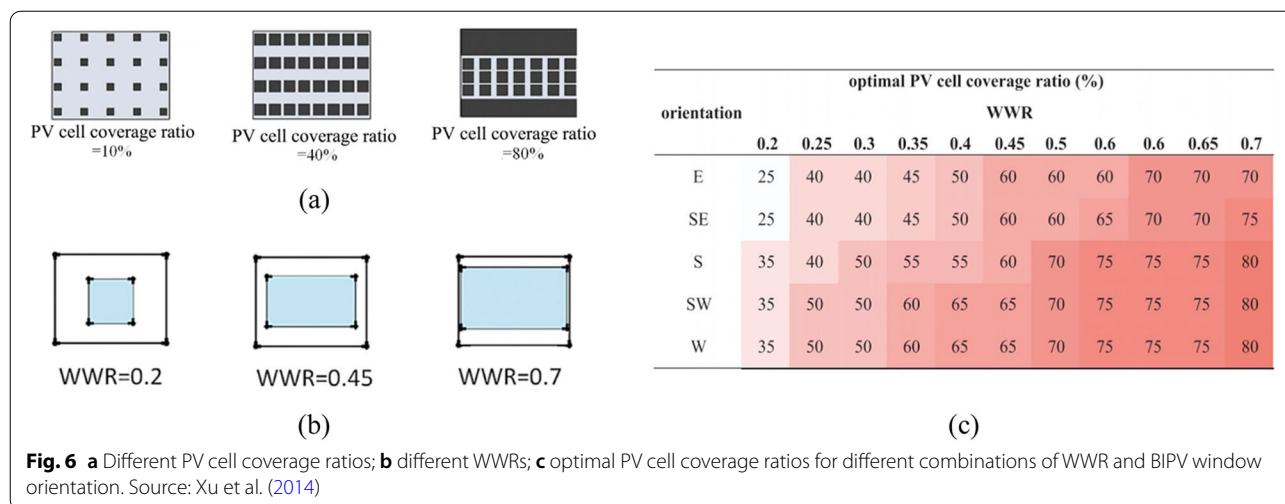 PV cell coverage ratio
=10%
PV cell coverage ratio
=40%
PV cell coverage ratio
=80%
(a)
WWR=0.2
WWR=0.45
WWR=0.7
(b)
optimal PV cell coverage ratio (%)
orientation WWR
0.2 0.25 0.3 0.35 0.4 0.45 0.5 0.6 0.6 0.65 0.7
E 25 40 40 45 50 60 60 60 70 70 70
SE 25 40 40 45 50 60 60 65 70 70 75
S 35 40 50 55 55 60 70 75 75 75 80
SW 35 50 50 60 65 65 70 75 75 75 80
W 35 50 50 60 65 65 70 75 75 75 80
(c)
Fig. 6 a Different PV cell coverage ratios; b different WWRs; c optimal PV cell coverage ratios for different combinations of WWR and BIPV window
orientation. Source: Xu et al. (2014)